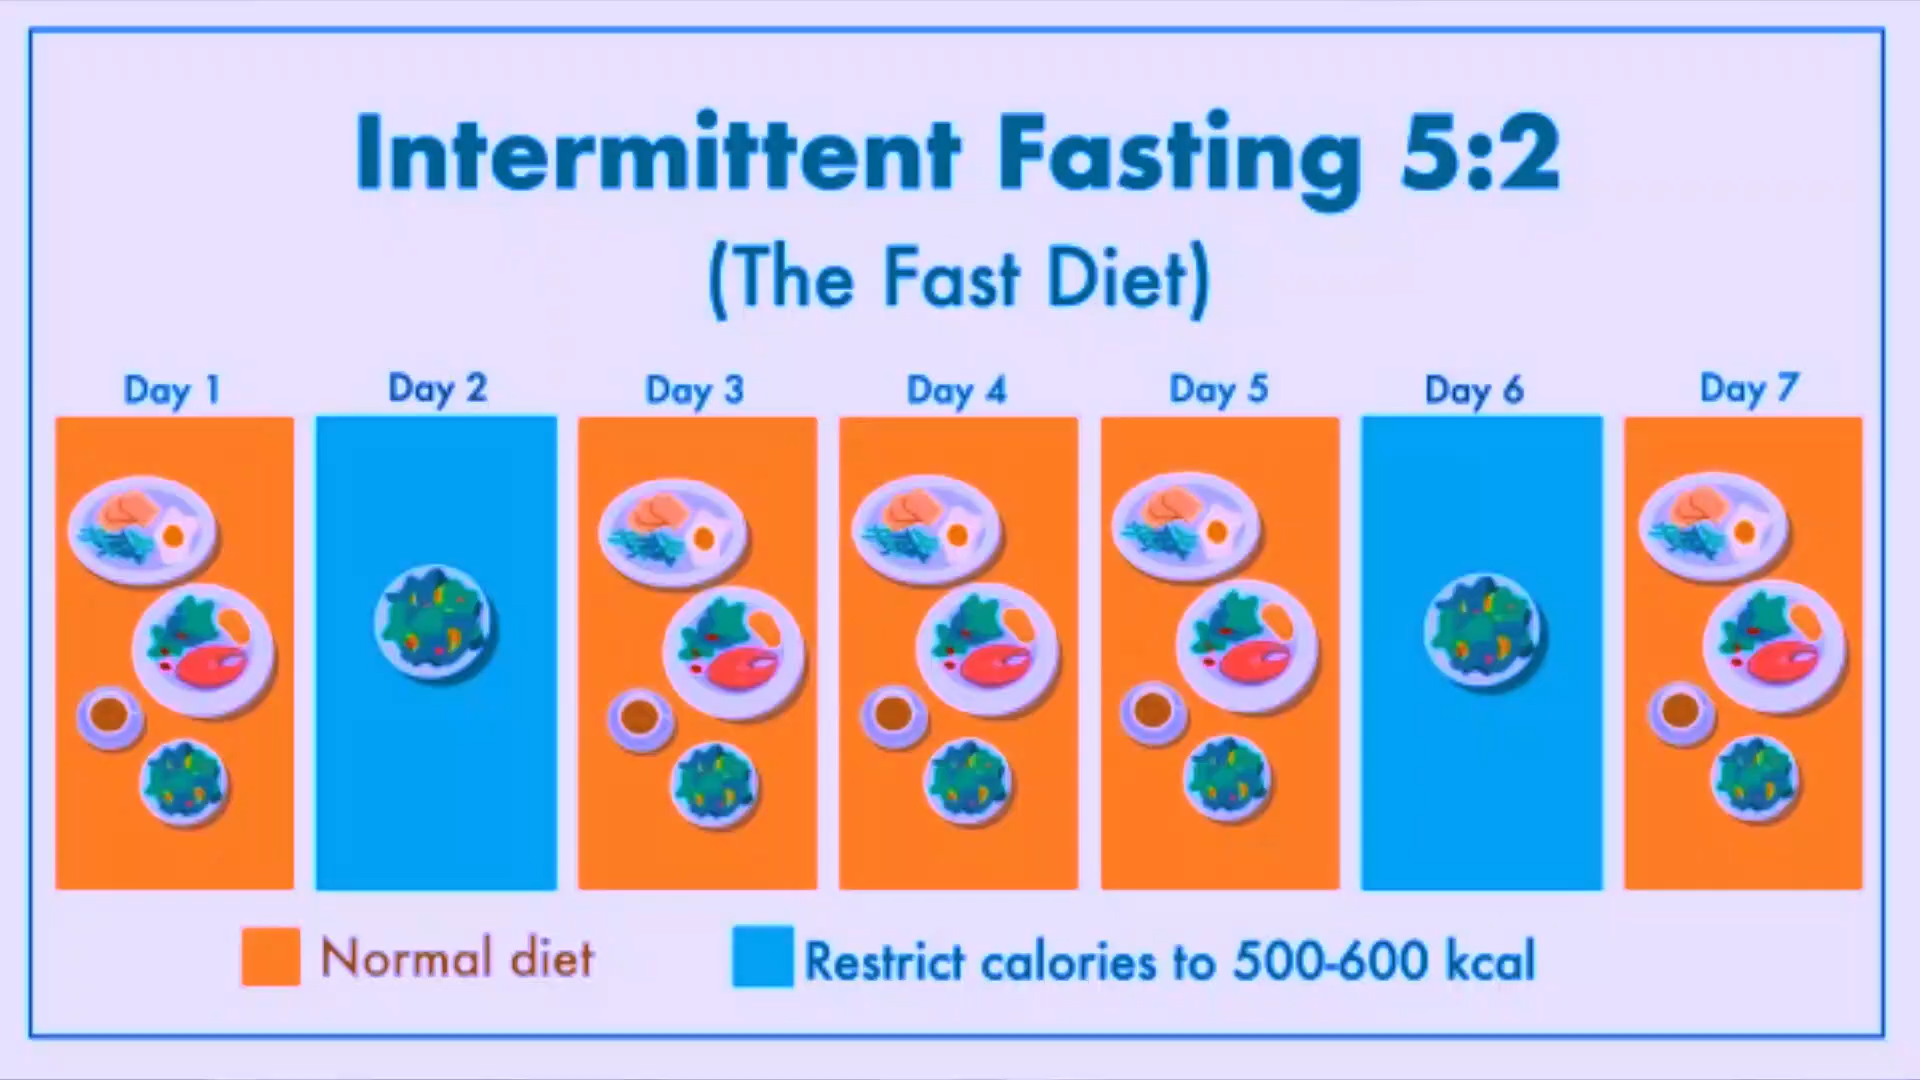 Intermittent Fasting 5:2
(The Fast Diet)
Day 1 Day 2 Day 3 Day 4 Day 5 Day 6 Day 7
Normal diet Restrict calories to 500-600 kcal